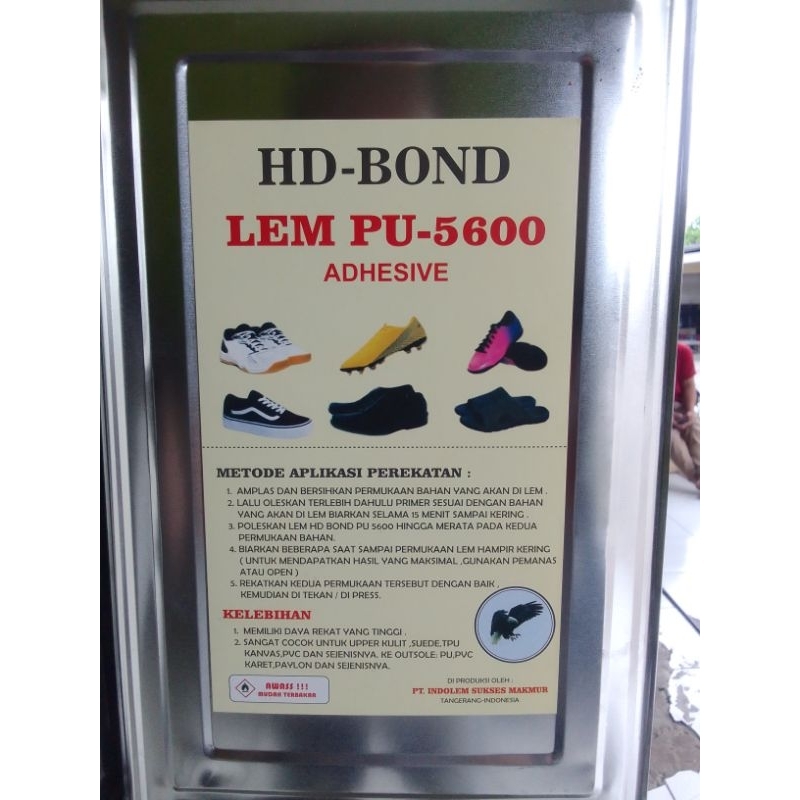 HD-BOND
LEM PU-5600
ADHESIVE
METODE APLIKASI PEREKATAN :
1. AMPLAS DAN BERSIHKAN PERMUKAAN BAHAN YANG AKAN DI LEM .
2. LALU OLESKAN TERLEBIH DAHULU PRIMER SESUAI DENGAN BAHAN
YANG AKAN DI LEM BIARKAN SELAMA 15 MENIT SAMPAI KERING .
3. POLESKAN LEM HD BOND PU 5600 HINGGA MERATA PADA KEDUA
PERMUKAAN BAHAN.
4. BIARKAN BEBERAPA SAAT SAMPAI PERMUKAAN LEM HAMPIR KERING
( UNTUK MENDAPATKAN HASIL YANG MAKSIMAL ,GUNAKAN PEMANAS
ATAU OPEN )
5. REKATKAN KEDUA PERMUKAAN TERSEBUT DENGAN BAIK ,
KEMUDIAN DI TEKAN / DI PRESS.
KELEBIHAN
1. MEMILIKI DAYA REKAT YANG TINGGI .
2. SANGAT COCOK UNTUK UPPER KULIT ,SUEDE,TPU
KANVAS,PVC DAN SEJENISNYA. KE OUTSOLE: PU,PVC
KARET,PAYLON DAN SEJENISNYA.
AWASS !!!
MUDAH TERBAKAR
DI PRODUKSI OLEH :
PT. INDOLEM SUKSES MAKMUR
TANGERANG-INDONESIA